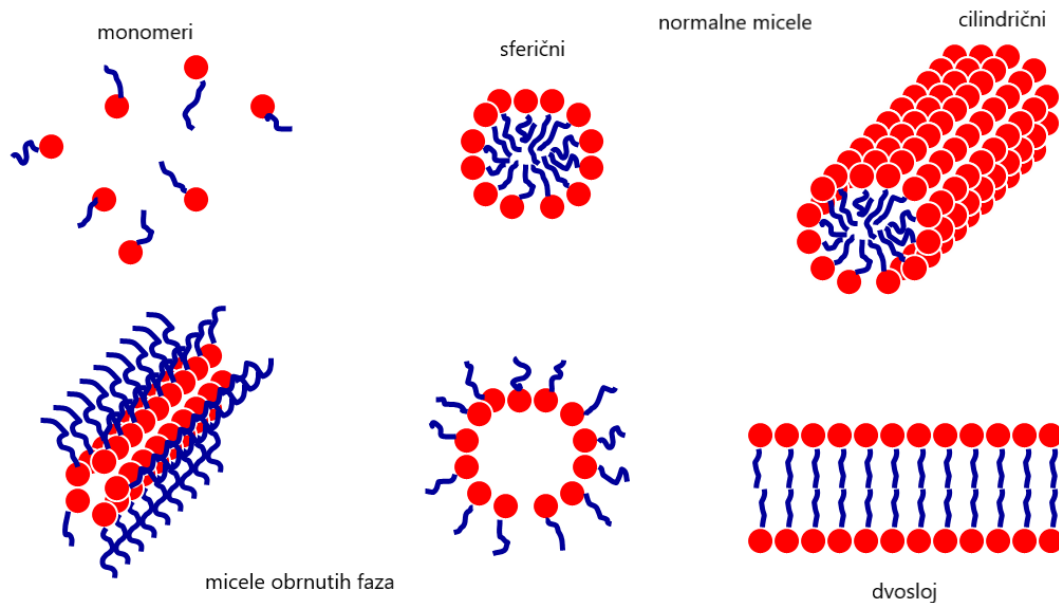 monomeri
sferični
normalne micele
cilindrični
micele obrnutih faza
dvosloj